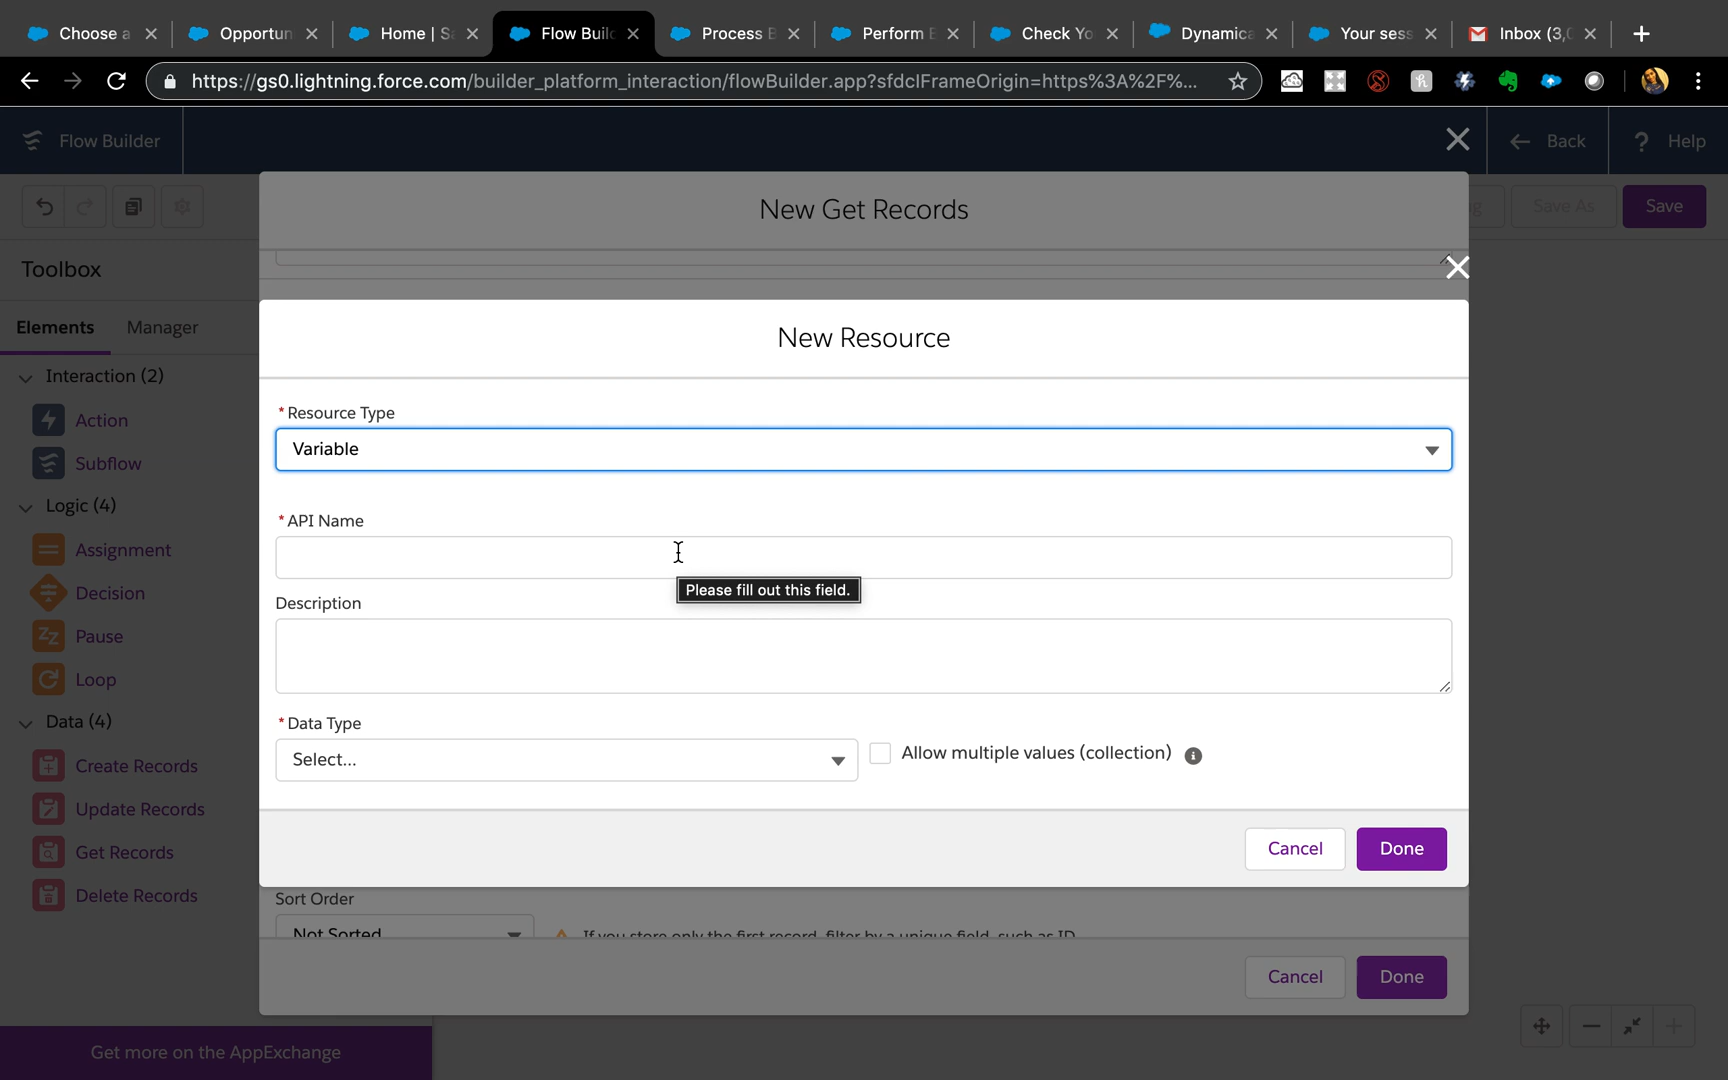 Choose a
Opportun
Home | Sa
Flow Buil
Process B
Perform E
Check Yo
Dynamica
Your sess
Inbox (3,0
https://gs0.lightning.force.com/builder_platform_interaction/flowBuilder.app?sfdcIFrameOrigin=https%3A%2F%...
Flow Builder
Back
? Help
New Get Records
Save As
Save
Toolbox
Elements
Manager
New Resource
Interaction (2)
Action
Subflow
Logic (4)
Assignment
Decision
Pause
Loop
Data (4)
Create Records
Update Records
Get Records
Delete Records
* Resource Type
Variable
* API Name
Please fill out this field.
Description
* Data Type
Select...
Allow multiple values (collection)
Cancel
Done
Sort Order
Not Sorted
If you store only the first record, filter by a unique field, such as ID.
Cancel
Done
Get more on the AppExchange